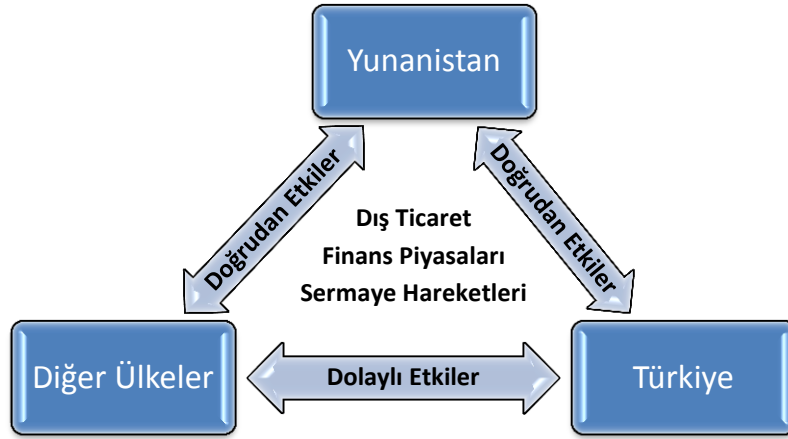 Yunanistan
Doğrudan Etkiler
Doğrudan Etkiler
Dış Ticaret
Finans Piyasaları
Sermaye Hareketleri
Diğer Ülkeler
Dolaylı Etkiler
Türkiye